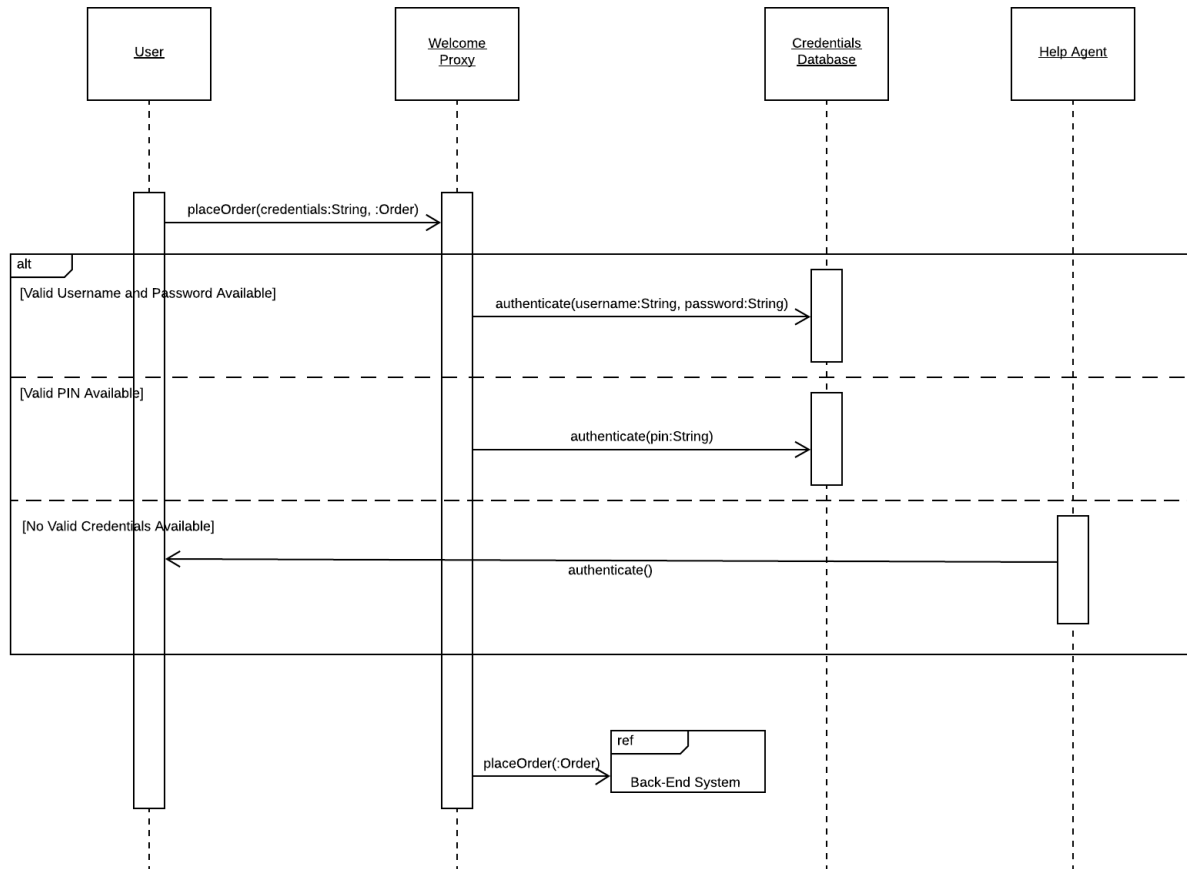 User
Welcome
Proxy
Credentials
Database
Help Agent
placeOrder(credentials:String, :Order)
alt
[Valid Username and Password Available]
authenticate(username:String, password:String)
[Valid PIN Available]
authenticate(pin:String)
[No Valid Credentials Available]
authenticate()
ref
placeOrder(:Order)
Back-End System